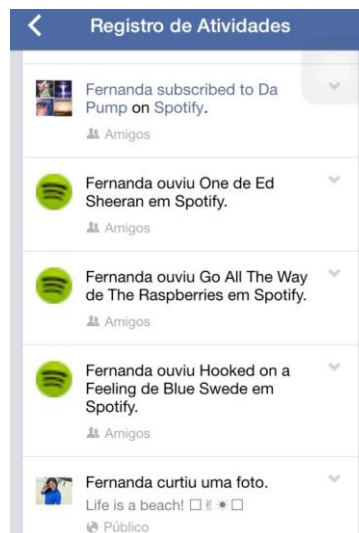 Registro de Atividades
Fernanda subscribed to Da
Pump on Spotify.
Amigos
Fernanda ouviu One de Ed
Sheeran em Spotify.
Amigos
Fernanda ouviu Go All The Way
de The Raspberries em Spotify.
Amigos
Fernanda ouviu Hooked on a
Feeling de Blue Swede em
Spotify.
Amigos
Fernanda curtiu uma foto.
Life is a beach! □✌☀□
Público